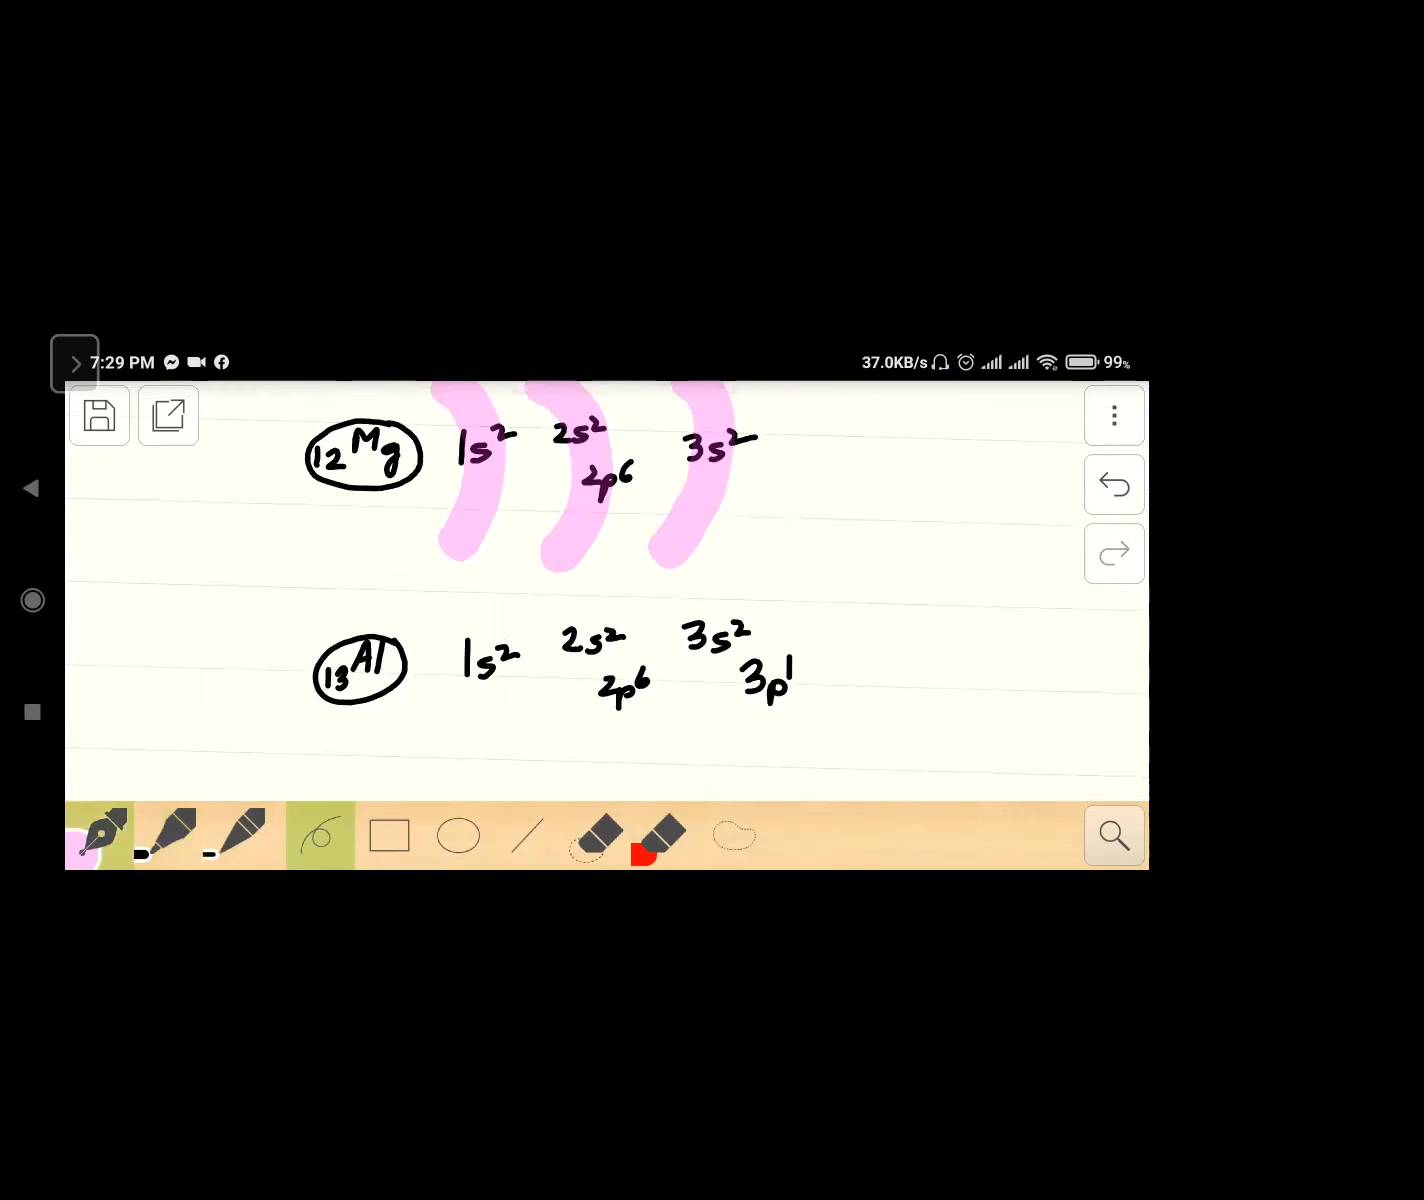 7:29 PM 37.0KB/s 99%
12Mg 1s² 2s² 3s²
2p⁶
13Al 1s² 2s² 3s²
2p⁶ 3p¹